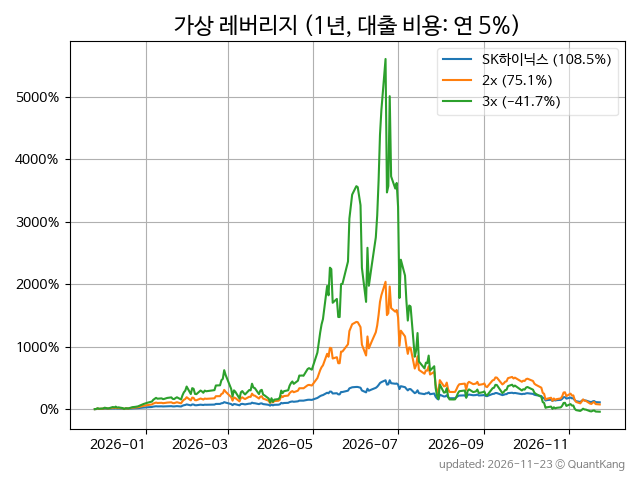 가상 레버리지 (1년, 대출 비용: 연 5%)
SK하이닉스 (108.5%)
2x (75.1%)
3x (−41.7%)
5000%
4000%
3000%
2000%
1000%
0%
2026-01 2026-03 2026-05 2026-07 2026-09 2026-11
updated: 2026-11-23 © QuantKang